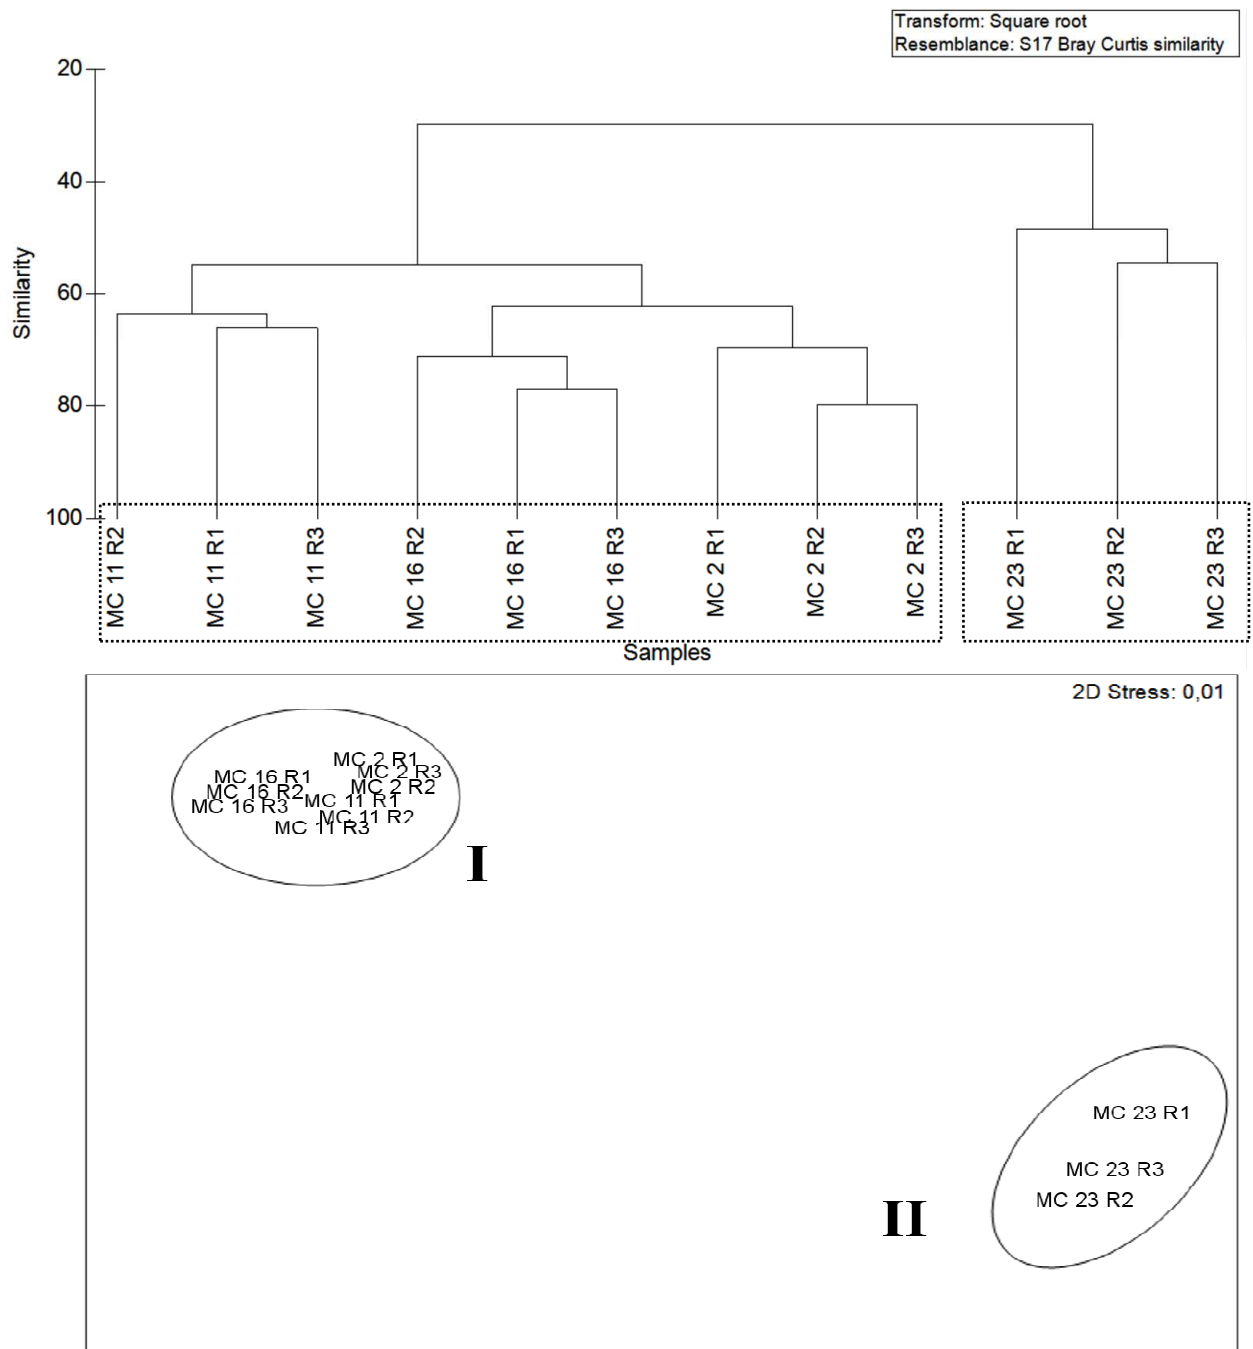 Transform: Square root
Resemblance: S17 Bray Curtis similarity
20
40
60
80
100
Similarity
MC 11 R2
MC 11 R1
MC 11 R3
MC 16 R2
MC 16 R1
MC 16 R3
MC 2 R1
MC 2 R2
MC 2 R3
MC 23 R1
MC 23 R2
MC 23 R3
Samples
2D Stress: 0,01
MC 2 R1
MC 2 R3
MC 16 R1
MC 2 R2
MC 16 R2
MC 11 R1
MC 16 R3
MC 11 R2
MC 11 R3
I
MC 23 R1
MC 23 R3
MC 23 R2
II